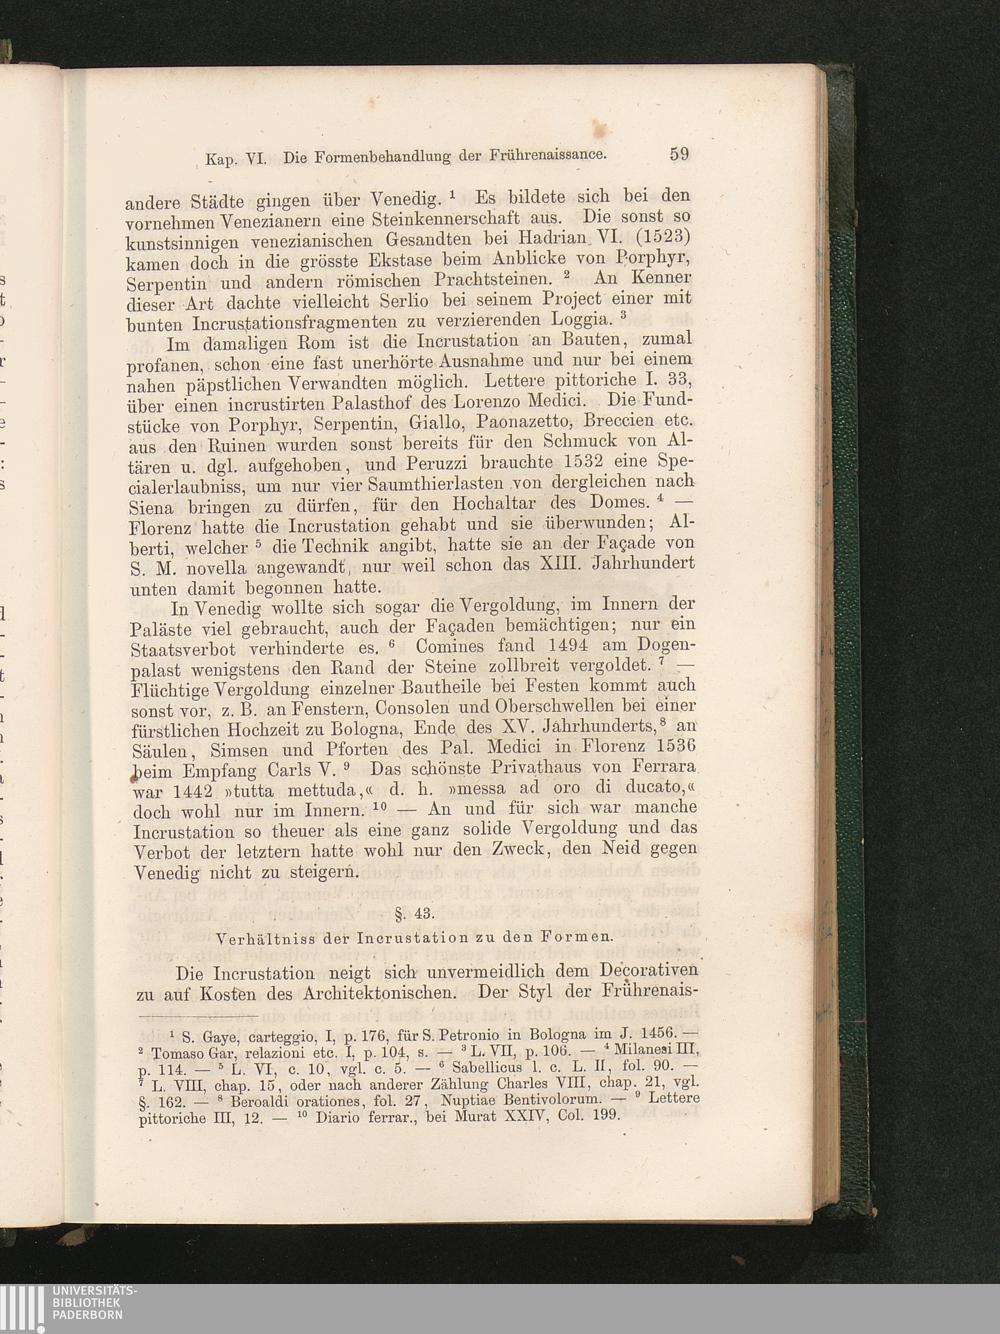 Kap. VI. Die Formenbehandlung der Frührenaissance. 59
andere Städte gingen über Venedig. ¹ Es bildete sich bei den
vornehmen Venezianern eine Steinkennerschaft aus. Die sonst so
kunstsinnigen venezianischen Gesandten bei Hadrian VI. (1523)
kamen doch in die grösste Ekstase beim Anblicke von Porphyr,
Serpentin und andern römischen Prachtsteinen. ² An Kenner
dieser Art dachte vielleicht Serlio bei seinem Project einer mit
bunten Incrustationsfragmenten zu verzierenden Loggia. ³
Im damaligen Rom ist die Incrustation an Bauten, zumal
profanen, schon eine fast unerhörte Ausnahme und nur bei einem
nahen päpstlichen Verwandten möglich. Lettere pittoriche I. 33,
über einen incrustirten Palasthof des Lorenzo Medici. Die Fund-
stücke von Porphyr, Serpentin, Giallo, Paonazetto, Breccien etc.
aus den Ruinen wurden sonst bereits für den Schmuck von Al-
tären u. dgl. aufgehoben, und Peruzzi brauchte 1532 eine Spe-
cialerlaubniss, um nur vier Saumthierlasten von dergleichen nach
Siena bringen zu dürfen, für den Hochaltar des Domes. ⁴ —
Florenz hatte die Incrustation gehabt und sie überwunden; Al-
berti, welcher ⁵ die Technik angibt, hatte sie an der Façade von
S. M. novella angewandt, nur weil schon das XIII. Jahrhundert
unten damit begonnen hatte.
In Venedig wollte sich sogar die Vergoldung, im Innern der
Paläste viel gebraucht, auch der Façaden bemächtigen; nur ein
Staatsverbot verhinderte es. ⁶ Comines fand 1494 am Dogen-
palast wenigstens den Rand der Steine zollbreit vergoldet. ⁷ —
Flüchtige Vergoldung einzelner Bautheile bei Festen kommt auch
sonst vor, z. B. an Fenstern, Consolen und Oberschwellen bei einer
fürstlichen Hochzeit zu Bologna, Ende des XV. Jahrhunderts, ⁸ an
Säulen, Simsen und Pforten des Pal. Medici in Florenz 1536
beim Empfang Carls V. ⁹ Das schönste Privathaus von Ferrara
war 1442 »tutta mettuda,« d. h. »messa ad oro di ducato,«
doch wohl nur im Innern. ¹⁰ — An und für sich war manche
Incrustation so theuer als eine ganz solide Vergoldung und das
Verbot der letztern hatte wohl nur den Zweck, den Neid gegen
Venedig nicht zu steigern.
§. 43.
Verhältniss der Incrustation zu den Formen.
Die Incrustation neigt sich unvermeidlich dem Decorativen
zu auf Kosten des Architektonischen. Der Styl der Frührenais-
¹ S. Gaye, carteggio, I, p. 176, für S. Petronio in Bologna im J. 1456. —
² Tomaso Gar, relazioni etc. I, p. 104, s. — ³ L. VII, p. 106. — ⁴ Milanesi III,
p. 114. — ⁵ L. VI, c. 10, vgl. c. 5. — ⁶ Sabellicus l. c. L. II, fol. 90. —
⁷ L. VIII, chap. 15, oder nach anderer Zählung Charles VIII, chap. 21, vgl.
§. 162. — ⁸ Beroaldi orationes, fol. 27, Nuptiae Bentivolorum. — ⁹ Lettere
pittoriche III, 12. — ¹⁰ Diario ferrar., bei Murat XXIV, Col. 199.
UNIVERSITÄTS-
BIBLIOTHEK
PADERBORN